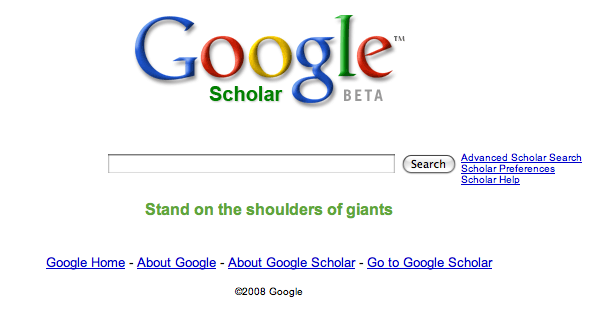 Google™
Scholar BETA
Search
Advanced Scholar Search
Scholar Preferences
Scholar Help
Stand on the shoulders of giants
Google Home - About Google - About Google Scholar - Go to Google Scholar
©2008 Google